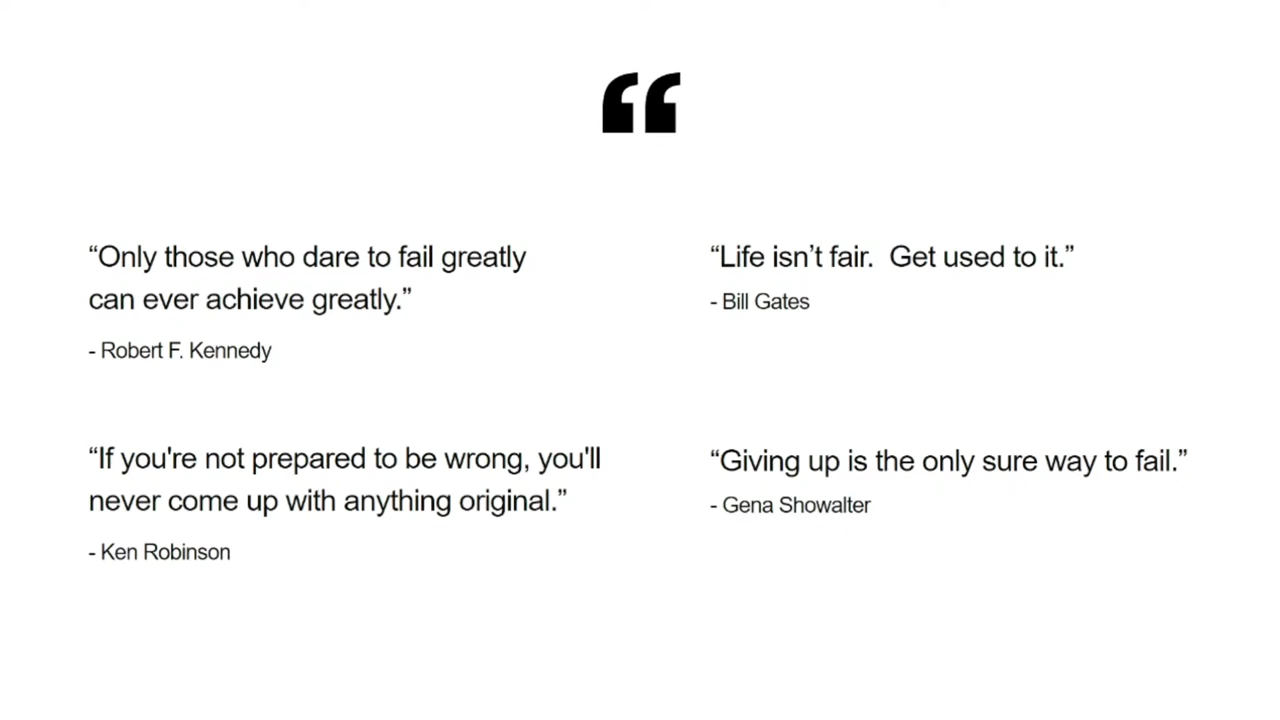 “
“Only those who dare to fail greatly
can ever achieve greatly.”
- Robert F. Kennedy
“Life isn’t fair.  Get used to it.”
- Bill Gates
“If you're not prepared to be wrong, you'll
never come up with anything original.”
- Ken Robinson
“Giving up is the only sure way to fail.”
- Gena Showalter